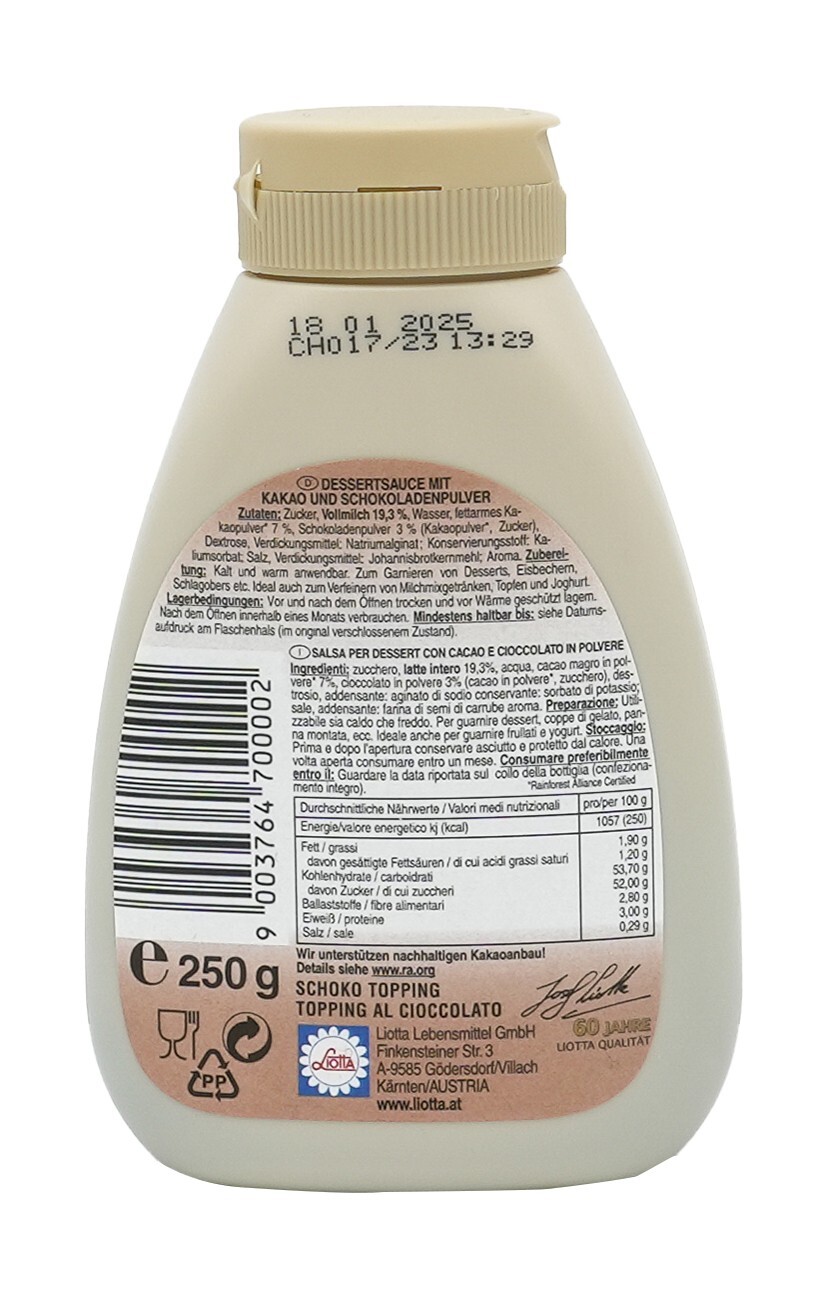 18 01 2025
CH017/23 13:29
D DESSERTSAUCE MIT
KAKAO UND SCHOKOLADENPULVER
Zutaten: Zucker, Vollmilch 19,3 %, Wasser, fettarmes Ka-
kaopulver* 7 %, Schokoladenpulver 3 % (Kakaopulver*, Zucker),
Dextrose, Verdickungsmittel: Natriumalginat; Konservierungsstoff: Ka-
liumsorbat; Salz, Verdickungsmittel: Johannisbrotkernmehl; Aroma. Zuberei-
tung: Kalt und warm anwendbar. Zum Garnieren von Desserts, Eisbechern,
Schlagobers etc. Ideal auch zum Verfeinern von Milchmixgetränken, Topfen und Joghurt.
Lagerbedingungen: Vor und nach dem Öffnen trocken und vor Wärme geschützt lagern.
Nach dem Öffnen innerhalb eines Monats verbrauchen. Mindestens haltbar bis: siehe Datums-
aufdruck am Flaschenhals (im original verschlossenem Zustand).
I SALSA PER DESSERT CON CACAO E CIOCCOLATO IN POLVERE
Ingredienti: zucchero, latte intero 19,3%, acqua, cacao magro in pol-
vere* 7%, cioccolato in polvere 3% (cacao in polvere*, zucchero), des-
trosio, addensante: aginato di sodio conservante: sorbato di potassio;
sale, addensante: farina di semi di carrube aroma. Preparazione: Utili-
zzabile sia caldo che freddo. Per guarnire dessert, coppe di gelato, pan-
na montata, ecc. Ideale anche per guarnire frullati e yogurt. Stoccaggio:
Prima e dopo l'apertura conservare asciutto e protetto dal calore. Una
volta aperta consumare entro un mese. Consumare preferibilmente
entro il: Guardare la data riportata sul collo della bottiglia (confeziona-
mento integro).
*Rainforest Alliance Certified
9 003764 700002
Durchschnittliche Nährwerte / Valori medi nutrizionali pro/per 100 g
Energie/valore energetico kj (kcal) 1057 (250)
Fett / grassi 1,90 g
davon gesättigte Fettsäuren / di cui acidi grassi saturi 1,20 g
Kohlenhydrate / carboidrati 53,70 g
davon Zucker / di cui zuccheri 52,00 g
Ballaststoffe / fibre alimentari 2,80 g
Eiweiß / proteine 3,00 g
Salz / sale 0,29 g
Wir unterstützen nachhaltigen Kakaoanbau!
Details siehe www.ra.org
e 250 g
SCHOKO TOPPING
TOPPING AL CIOCCOLATO
60 JAHRE
LIOTTA QUALITÄT
PP
LIOTTA
Liotta Lebensmittel GmbH
Finkensteiner Str. 3
A-9585 Gödersdorf/Villach
Kärnten/AUSTRIA
www.liotta.at